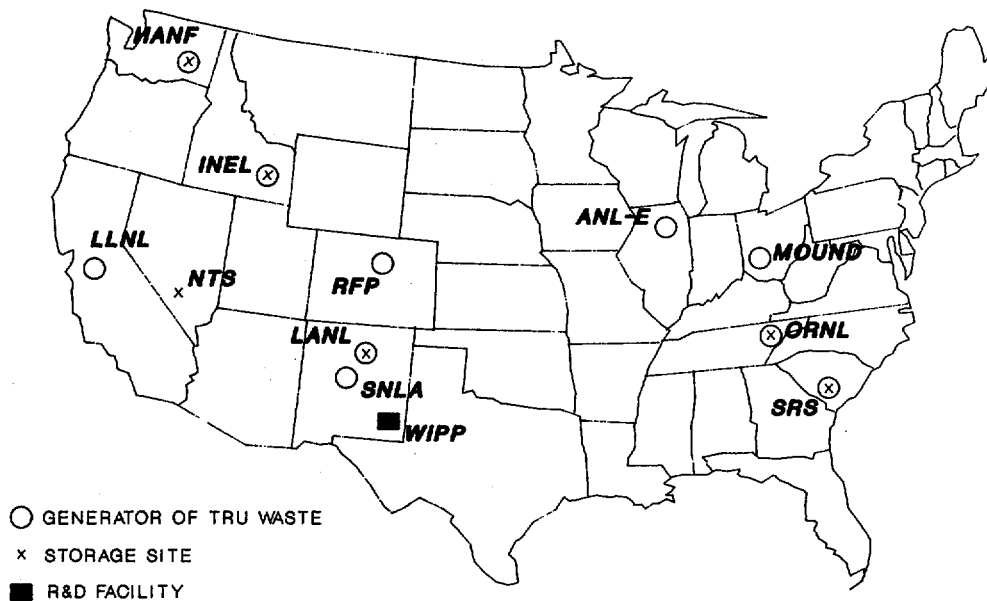 HANF
INEL
ANL-E
LLNL
MOUND
NTS
RFP
LANL
ORNL
SNLA
SRS
WIPP
GENERATOR OF TRU WASTE
x STORAGE SITE
R&D FACILITY